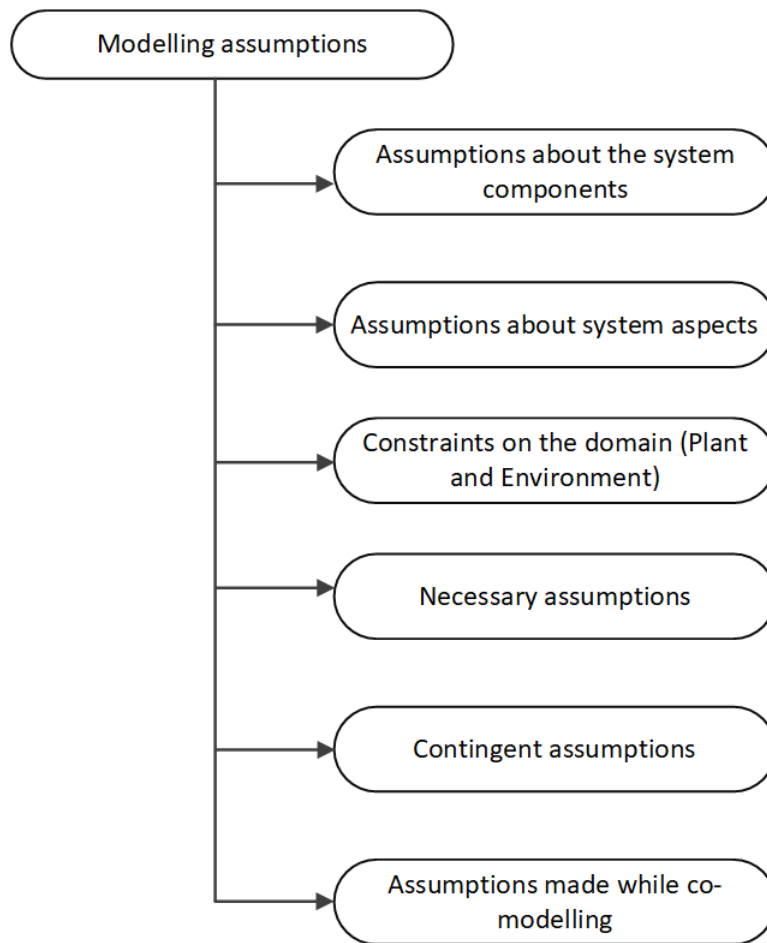 Modelling assumptions
Assumptions about the system
components
Assumptions about system aspects
Constraints on the domain (Plant
and Environment)
Necessary assumptions
Contingent assumptions
Assumptions made while co-
modelling